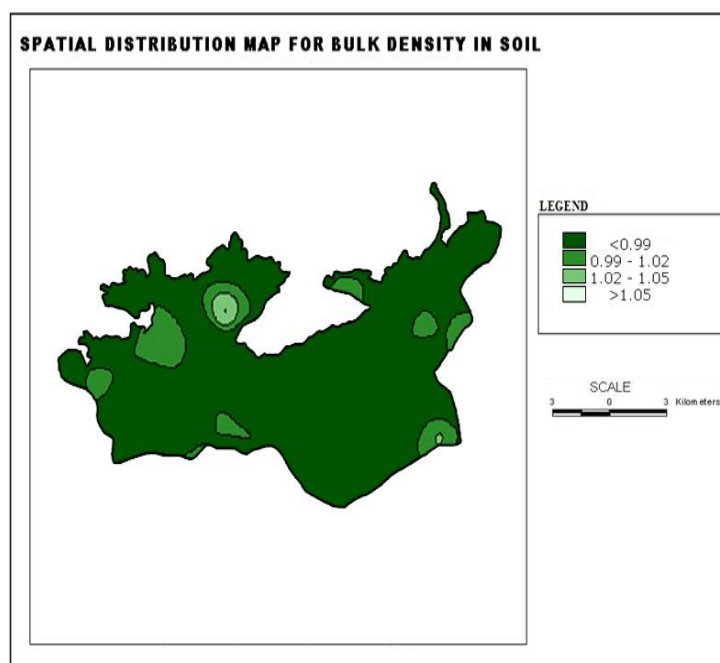 SPATIAL DISTRIBUTION MAP FOR BULK DENSITY IN SOIL
LEGEND
<0.99
0.99 - 1.02
1.02 - 1.05
>1.05
SCALE
3 0 3 Kilometers